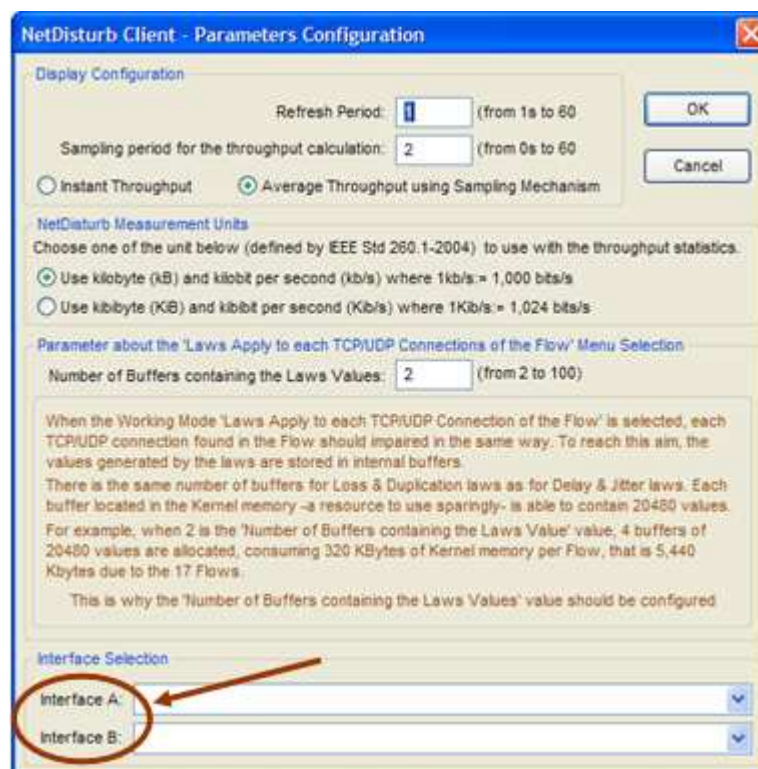 NetDisturb Client - Parameters Configuration
Display Configuration
Refresh Period: 1 (from 1s to 60
OK
Sampling period for the throughput calculation: 2 (from 0s to 60
Cancel
Instant Throughput Average Throughput using Sampling Mechanism
NetDisturb Measurement Units
Choose one of the unit below (defined by IEEE Std 260.1-2004) to use with the throughput statistics.
Use kilobyte (kB) and kilobit per second (kb/s) where 1kb/s:= 1,000 bits/s
Use kibibyte (KiB) and kibibit per second (Kib/s) where 1Kib/s:= 1,024 bits/s
Parameter about the 'Laws Apply to each TCP/UDP Connections of the Flow' Menu Selection
Number of Buffers containing the Laws Values: 2 (from 2 to 100)
When the Working Mode 'Laws Apply to each TCP/UDP Connection of the Flow' is selected, each
TCP/UDP connection found in the Flow should impaired in the same way. To reach this aim, the
values generated by the laws are stored in internal buffers.
There is the same number of buffers for Loss & Duplication laws as for Delay & Jitter laws. Each
buffer located in the Kernel memory -a resource to use sparingly- is able to contain 20480 values.
For example, when 2 is the 'Number of Buffers containing the Laws Value' value, 4 buffers of
20480 values are allocated, consuming 320 KBytes of Kernel memory per Flow, that is 5,440
Kbytes due to the 17 Flows.
This is why the 'Number of Buffers containing the Laws Values' value should be configured
Interface Selection
Interface A:
Interface B: